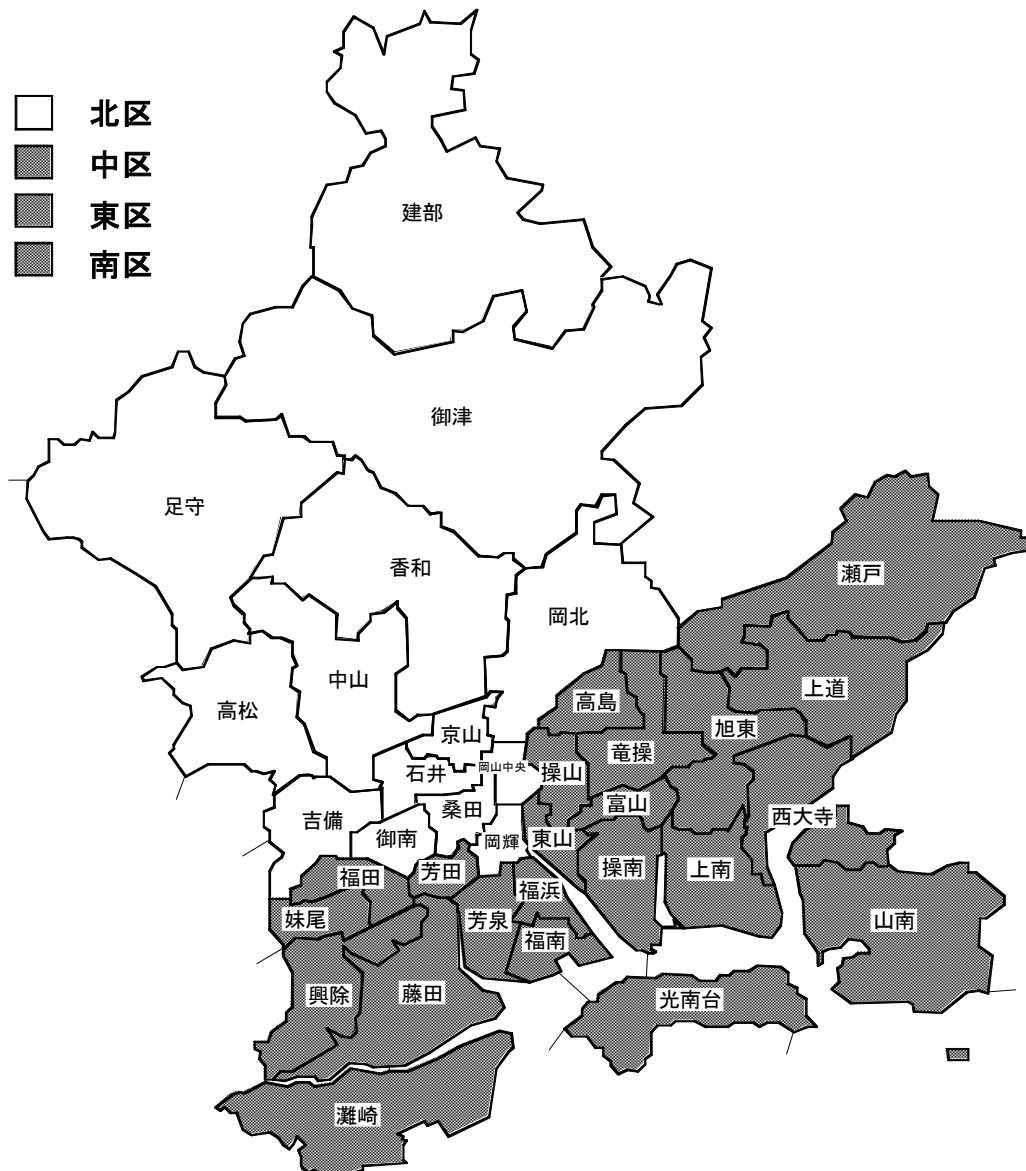 北区
中区
東区
南区
建部
御津
足守
香和
瀬戸
岡北
中山
高島
上道
高松
旭東
京山
竜操
石井
岡山中央
操山
吉備
桑田
富山
西大寺
御南
岡輝
東山
福田
芳田
操南
上南
福浜
妹尾
芳泉
山南
福南
興除
藤田
光南台
灘崎